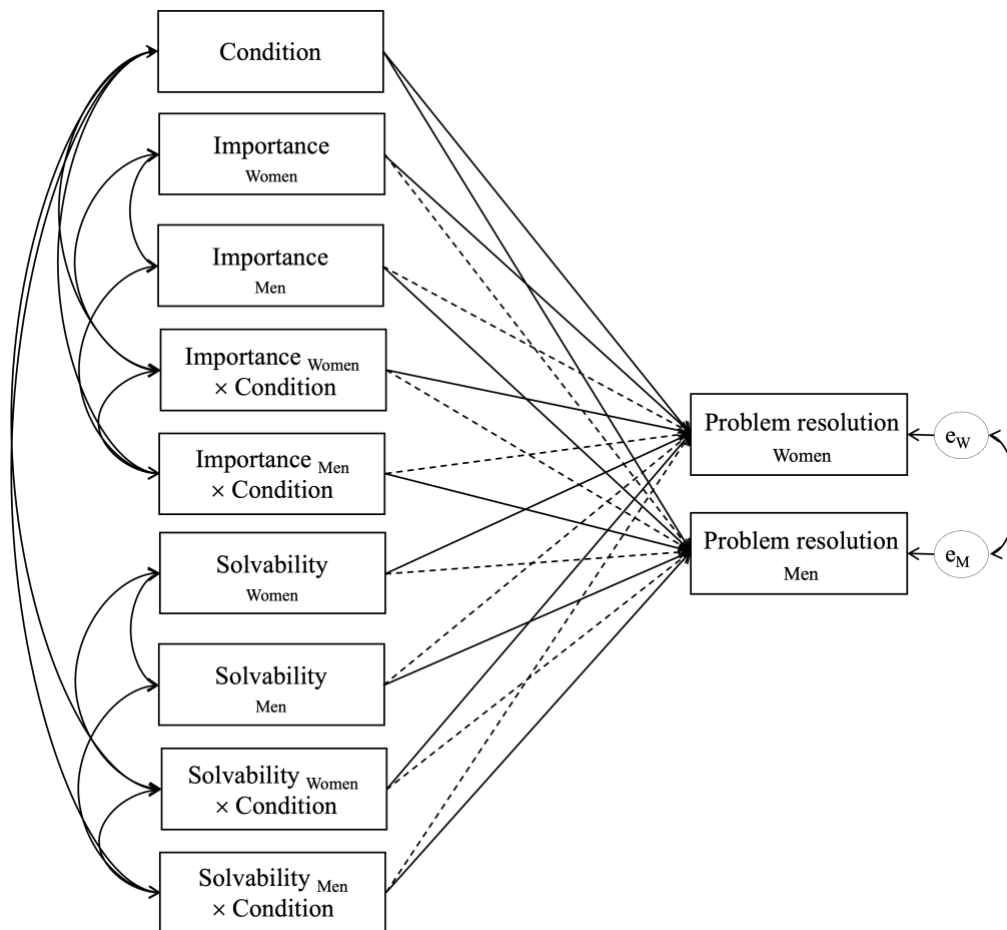 Condition
Importance
Women
Importance
Men
Importance Women
× Condition
Importance Men
× Condition
Solvability
Women
Solvability
Men
Solvability Women
× Condition
Solvability Men
× Condition
Problem resolution
Women
eW
Problem resolution
Men
eM